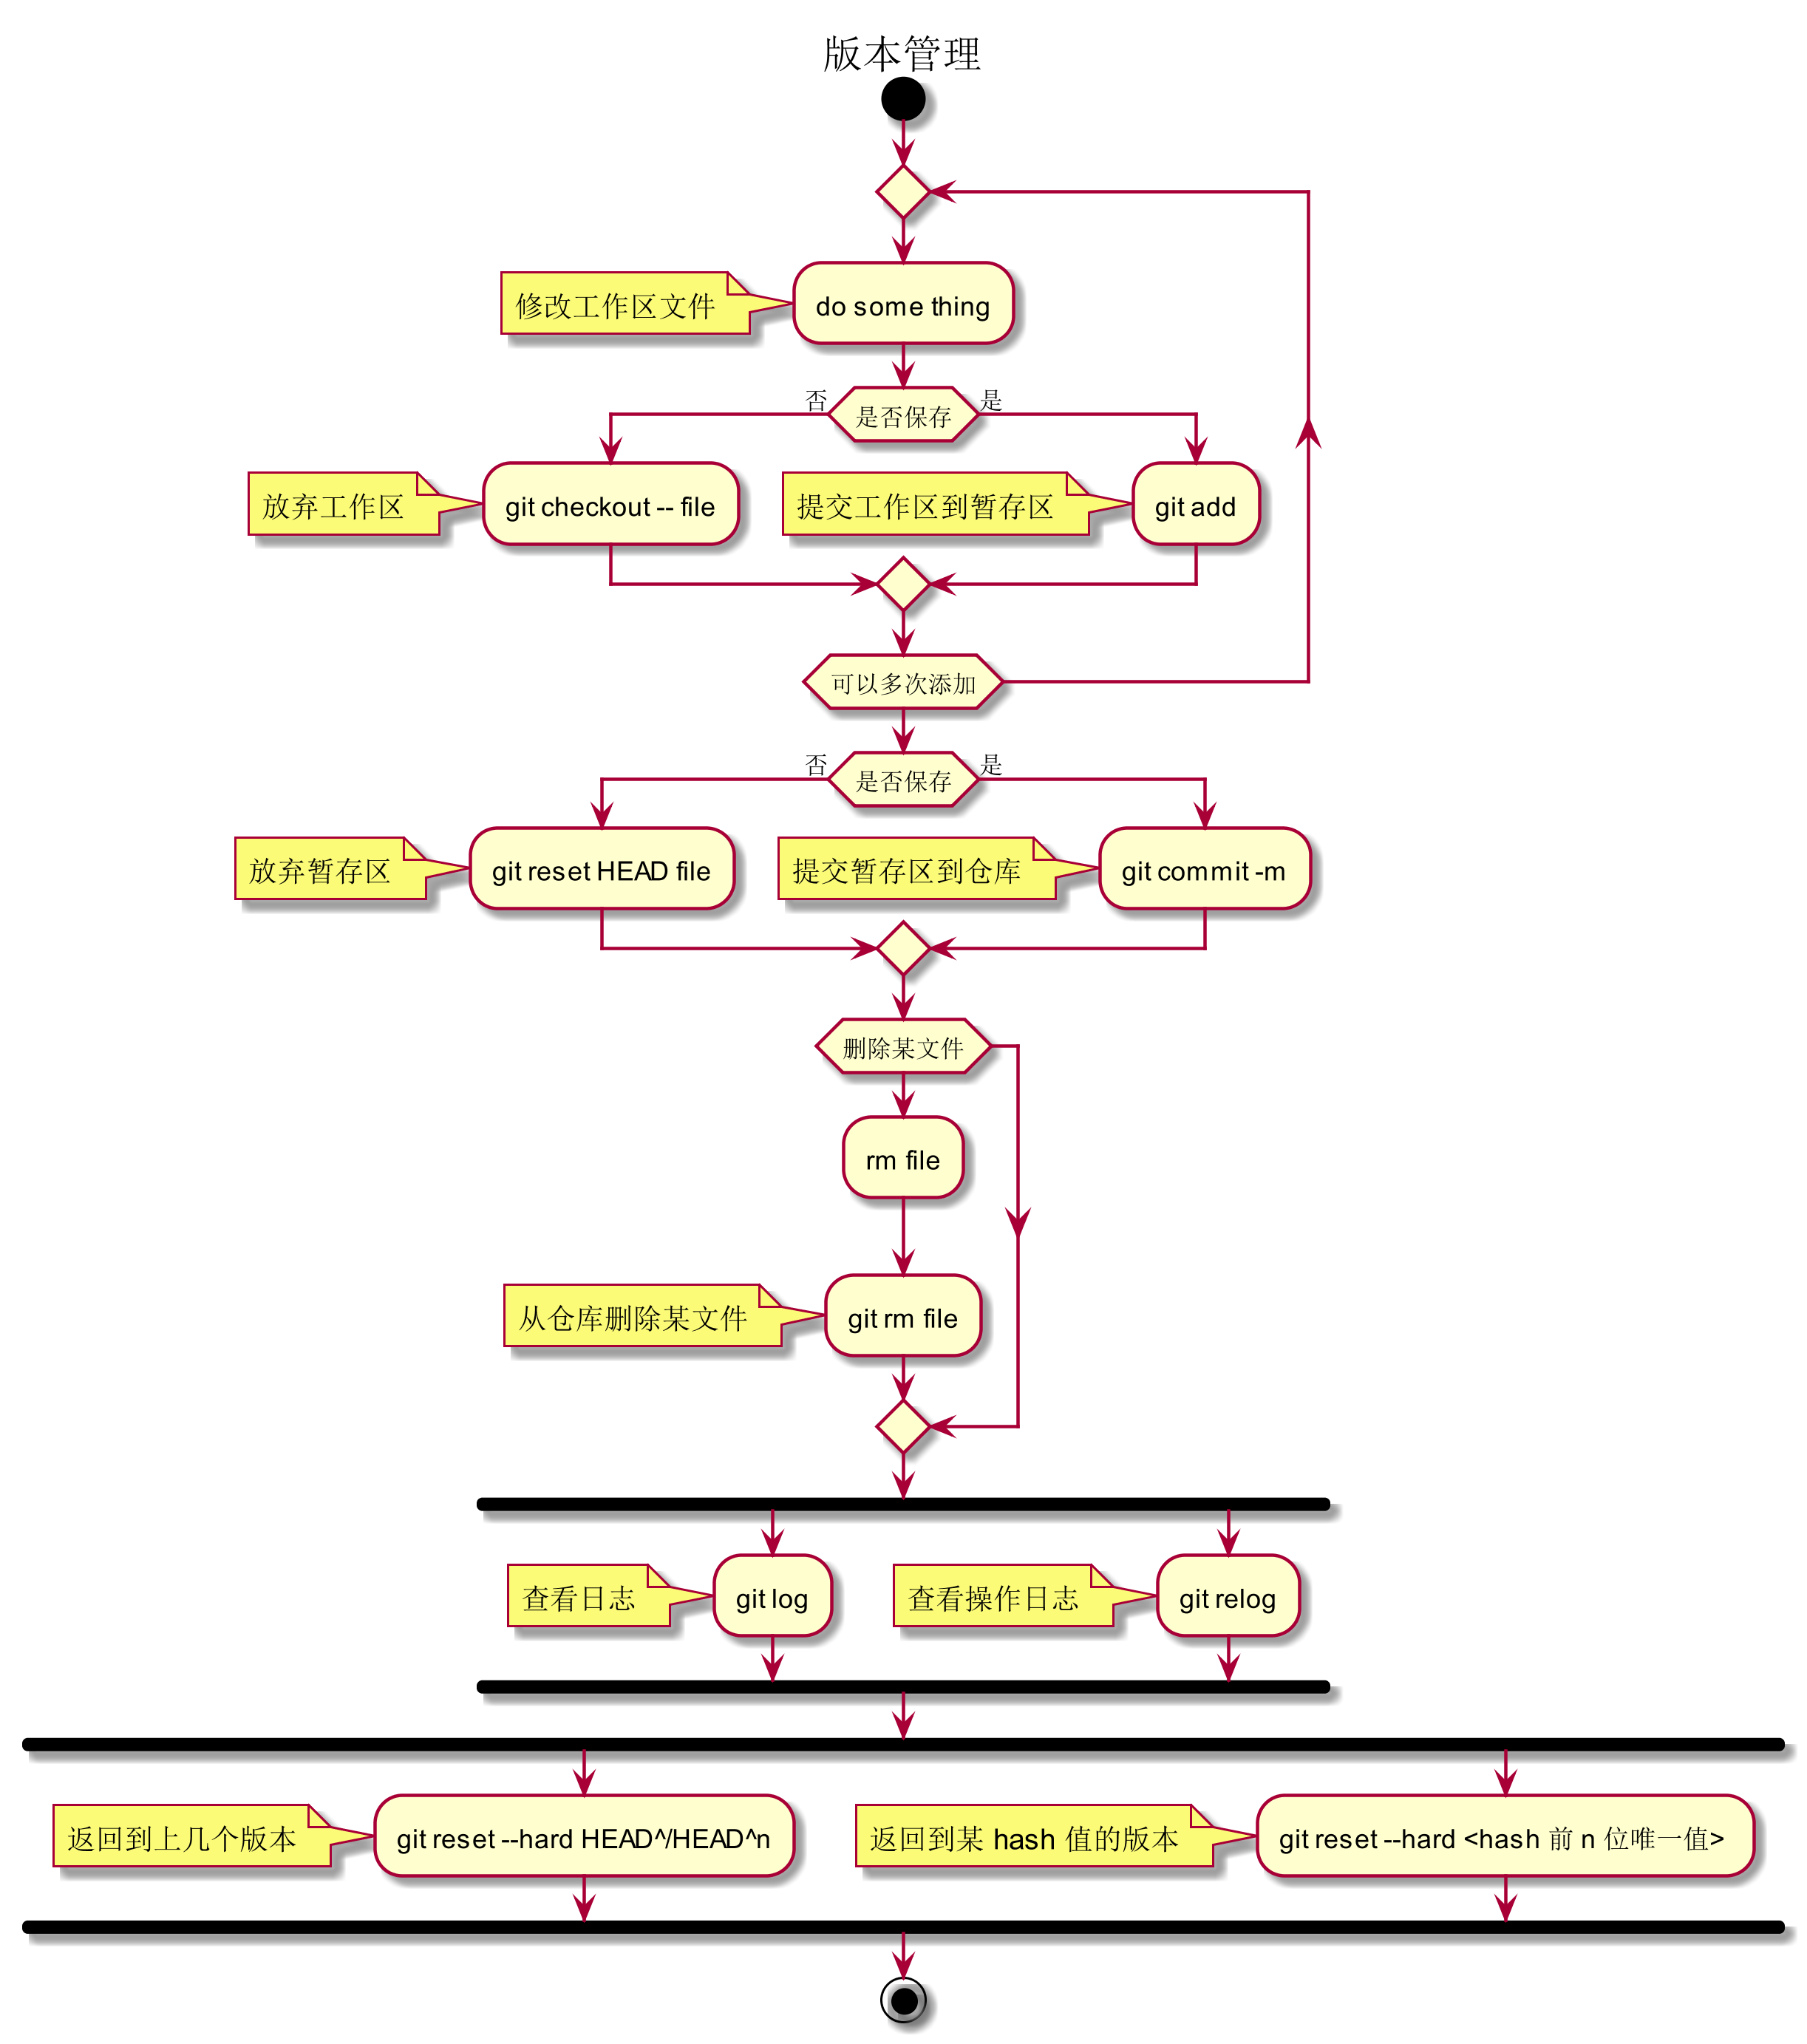 版本管理
修改工作区文件
do some thing
否
是否保存
是
放弃工作区
git checkout -- file
提交工作区到暂存区
git add
可以多次添加
否
是否保存
是
放弃暂存区
git reset HEAD file
提交暂存区到仓库
git commit -m
删除某文件
rm file
从仓库删除某文件
git rm file
查看日志
git log
查看操作日志
git relog
返回到上几个版本
git reset --hard HEAD^/HEAD^n
返回到某 hash 值的版本
git reset --hard <hash 前 n 位唯一值>